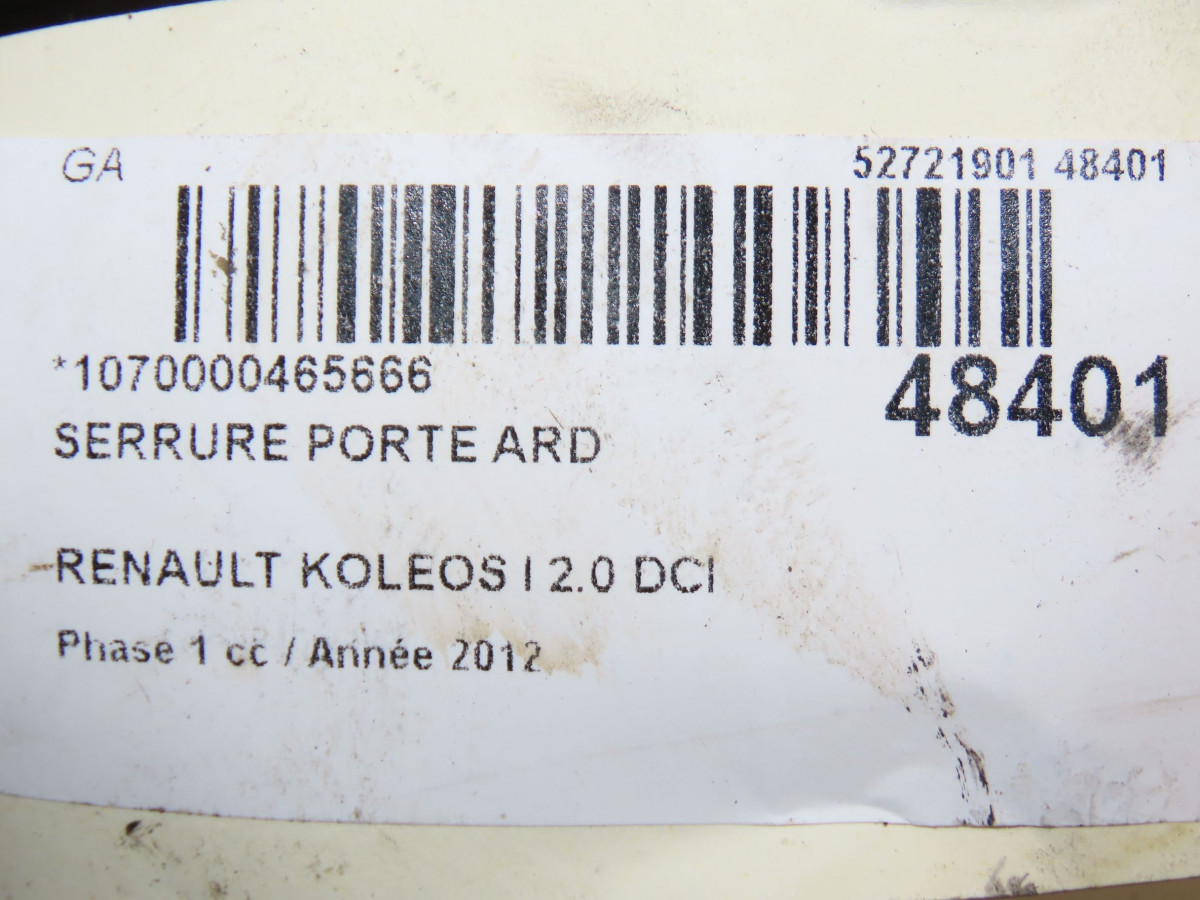 GA 52721901 48401
*1070000465666 48401
SERRURE PORTE ARD
RENAULT KOLEOS I 2.0 DCI
Phase 1 cc / Année 2012